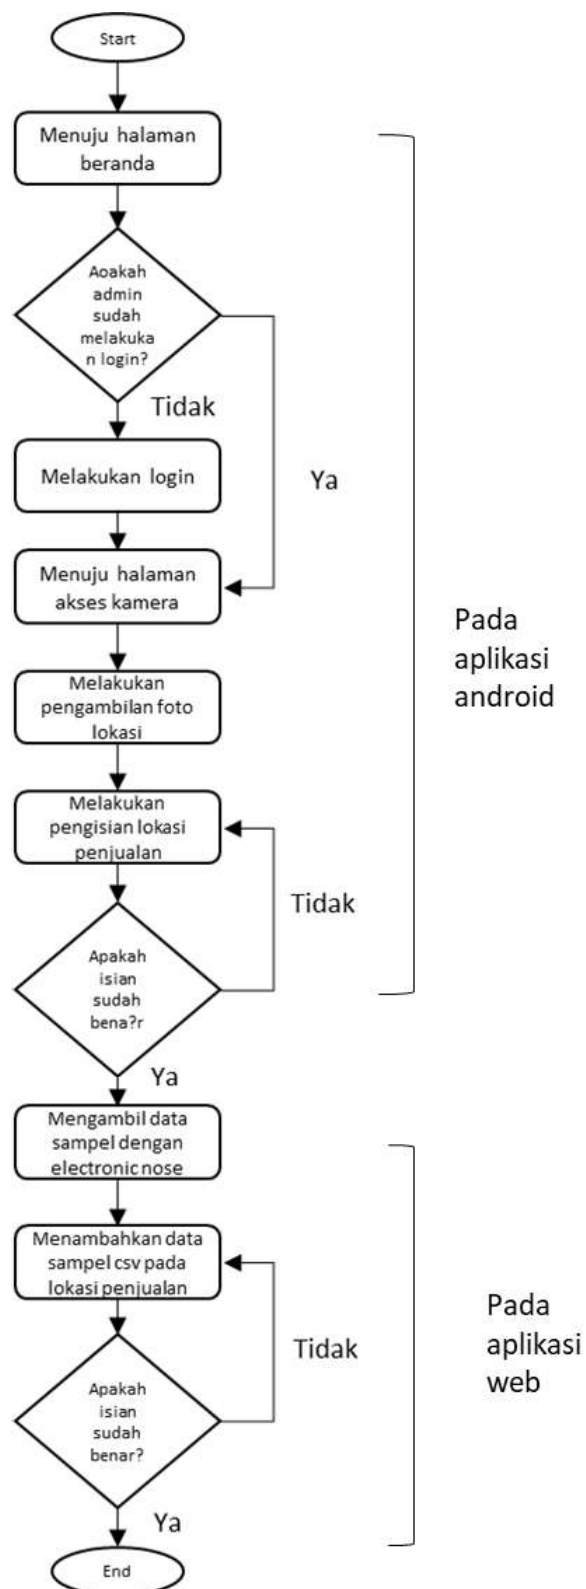 Start
Menuju halaman
beranda
Aoakah
admin
sudah
melakuka
n login?
Tidak
Melakukan login
Ya
Menuju halaman
akses kamera
Pada
aplikasi
android
Melakukan
pengambilan foto
lokasi
Melakukan
pengisian lokasi
penjualan
Tidak
Apakah
isian
sudah
bena?r
Ya
Mengambil data
sampel dengan
electronic nose
Menambahkan data
sampel csv pada
lokasi penjualan
Pada
aplikasi
web
Tidak
Apakah
isian
sudah
benar?
Ya
End